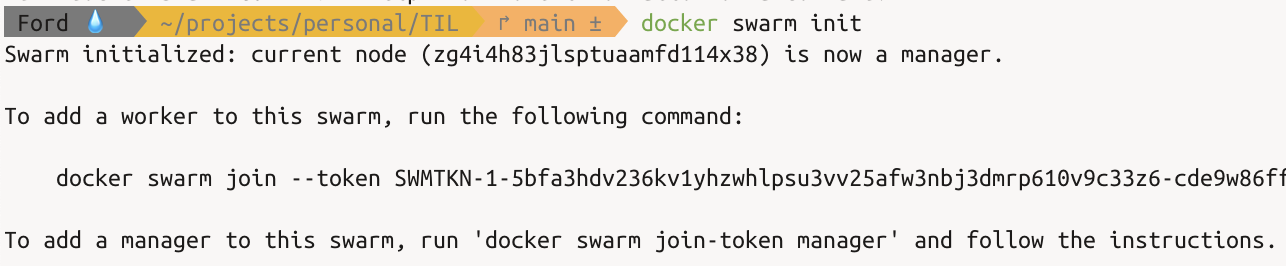 Ford 💧 ~/projects/personal/TIL ↱ main ± docker swarm init
Swarm initialized: current node (zg4i4h83jlsptuaamfd114x38) is now a manager.
To add a worker to this swarm, run the following command:
docker swarm join --token SWMTKN-1-5bfa3hdv236kv1yhzwhlpsu3vv25afw3nbj3dmrp610v9c33z6-cde9w86ff
To add a manager to this swarm, run 'docker swarm join-token manager' and follow the instructions.